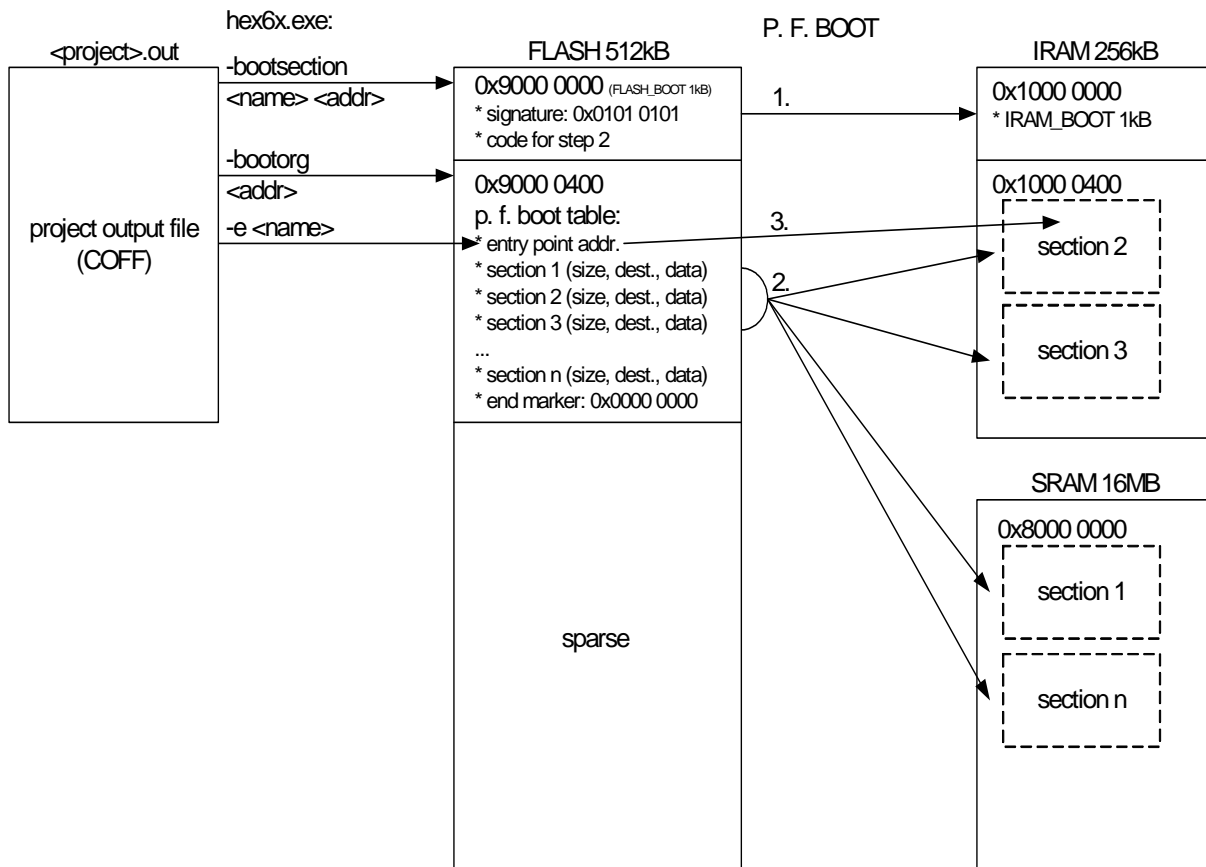 hex6x.exe:
P. F. BOOT
<project>.out
FLASH 512kB
IRAM 256kB
-bootsection
<name> <addr>
-bootorg
<addr>
-e <name>
project output file
(COFF)
0x9000 0000 (FLASH_BOOT 1kB)
* signature: 0x0101 0101
* code for step 2
0x9000 0400
p. f. boot table:
* entry point addr.
* section 1 (size, dest., data)
* section 2 (size, dest., data)
* section 3 (size, dest., data)
...
* section n (size, dest., data)
* end marker: 0x0000 0000
sparse
1.
3.
2.
0x1000 0000
* IRAM_BOOT 1kB
0x1000 0400
section 2
section 3
SRAM 16MB
0x8000 0000
section 1
section n